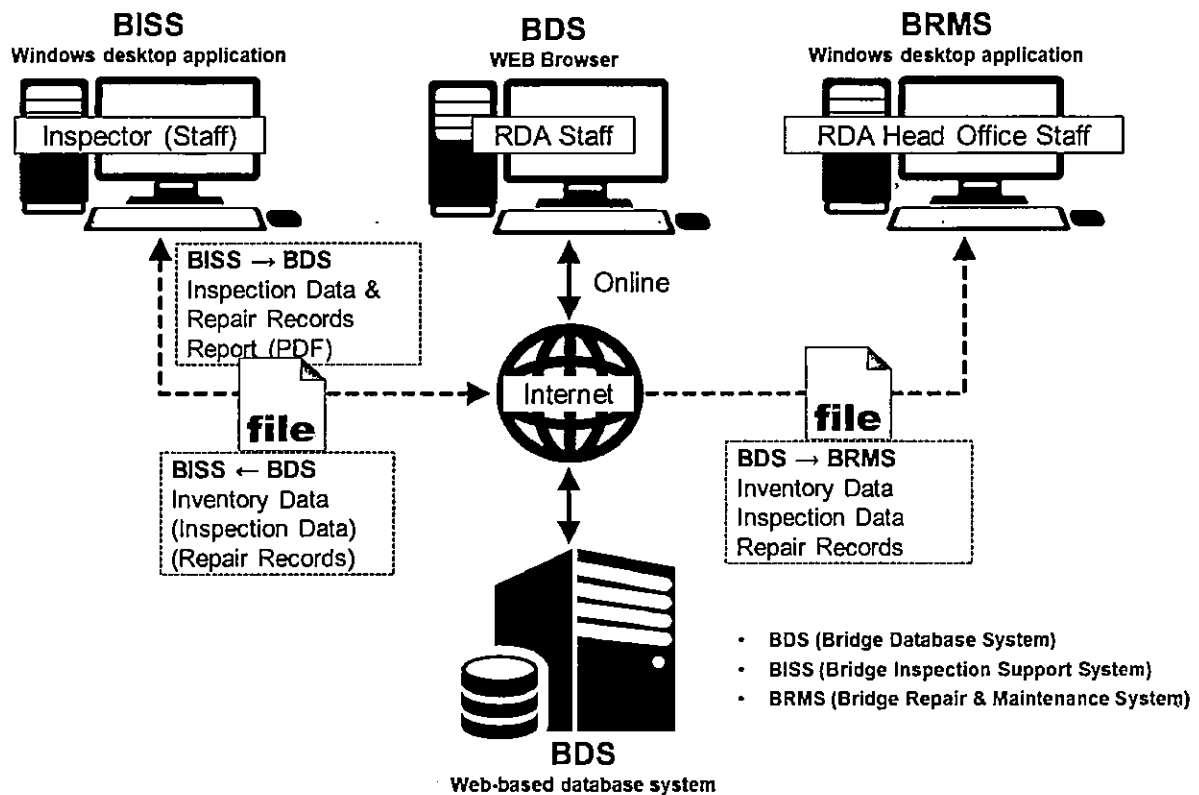 BISS
Windows desktop application
Inspector (Staff)
BDS
WEB Browser
RDA Staff
BRMS
Windows desktop application
RDA Head Office Staff
BISS → BDS
Inspection Data &
Repair Records
Report (PDF)
file
BISS ← BDS
Inventory Data
(Inspection Data)
(Repair Records)
Online
Internet
file
BDS → BRMS
Inventory Data
Inspection Data
Repair Records
BDS
Web-based database system
• BDS (Bridge Database System)
• BISS (Bridge Inspection Support System)
• BRMS (Bridge Repair & Maintenance System)